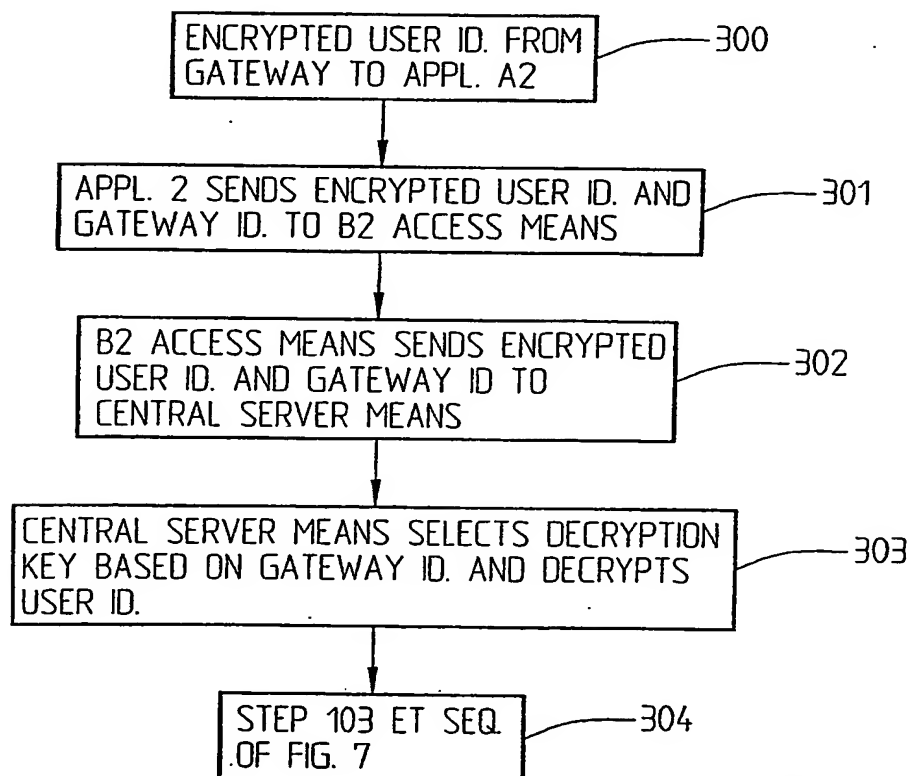 ENCRYPTED USER ID. FROM
GATEWAY TO APPL. A2
300
APPL. 2 SENDS ENCRYPTED USER ID. AND
GATEWAY ID. TO B2 ACCESS MEANS
301
B2 ACCESS MEANS SENDS ENCRYPTED
USER ID. AND GATEWAY ID TO
CENTRAL SERVER MEANS
302
CENTRAL SERVER MEANS SELECTS DECRYPTION
KEY BASED ON GATEWAY ID. AND DECRYPTS
USER ID.
303
STEP 103 ET SEQ.
OF FIG. 7
304